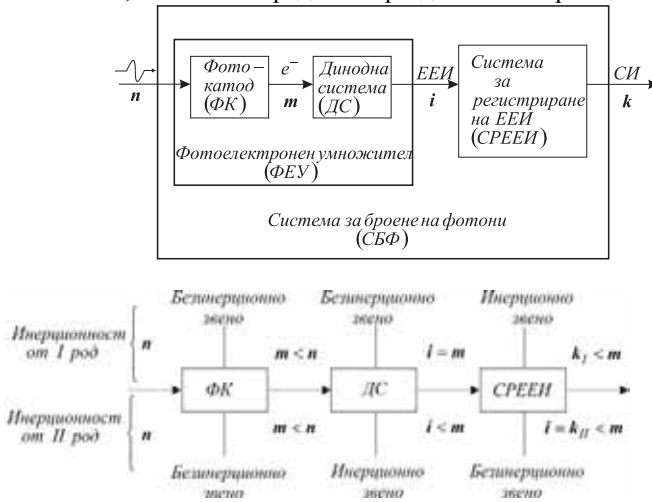 n
Фото-
катод
(ФК)
e⁻
m
Динодна
система
(ДС)
ЕЕИ
i
Система
за
регистриране
на ЕЕИ
(СРЕЕИ)
СИ
k
Фотоелектронен умножител
(ФЕУ)
Система за броене на фотони
(СБФ)
Безинерционно
звено
Безинерционно
звено
Инерционно
звено
Инерционност
от I род
n
m < n
i = m
k_I < m
ФК
ДС
СРЕЕИ
Инерционност
от II род
n
m < n
i < m
i = k_II < m
Безинерционно
звено
Инерционно
звено
Безинерционно
звено